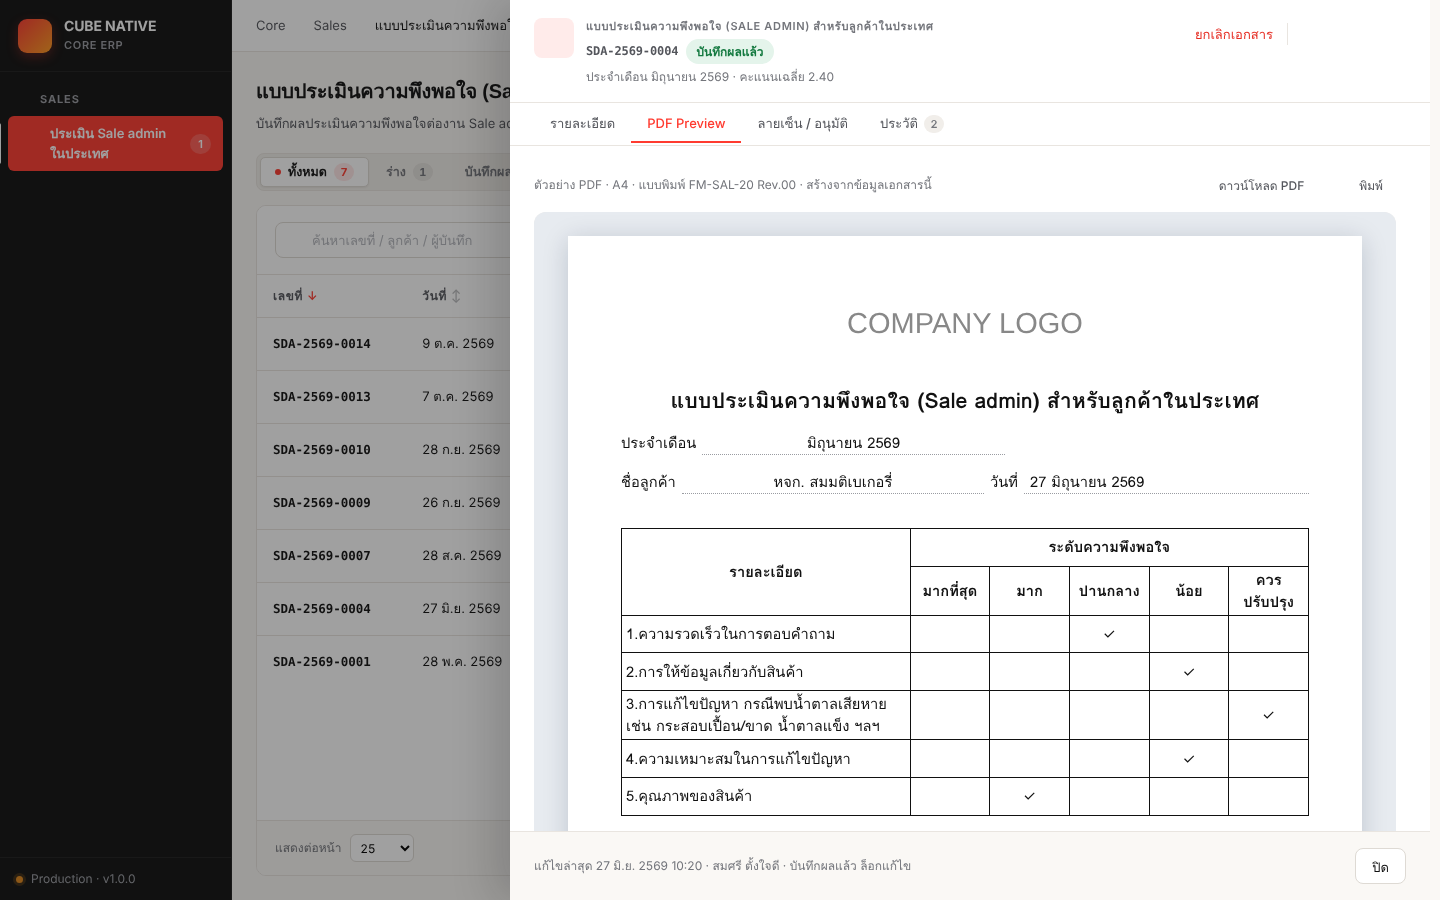 CUBE NATIVE
CORE ERP
SALES
ประเมิน Sale admin
ในประเทศ
1
Production · v1.0.0
Core
Sales
แบบประเมินความพึงพอใ
แบบประเมินความพึงพอใจ (Sa
บันทึกผลประเมินความพึงพอใจต่องาน Sale ad
ทั้งหมด 7
ร่าง 1
บันทึกผล
ค้นหาเลขที่ / ลูกค้า / ผู้บันทึก
เลขที่ ↓ วันที่
SDA-2569-0014 9 ต.ค. 2569
SDA-2569-0013 7 ต.ค. 2569
SDA-2569-0010 28 ก.ย. 2569
SDA-2569-0009 26 ก.ย. 2569
SDA-2569-0007 28 ส.ค. 2569
SDA-2569-0004 27 มิ.ย. 2569
SDA-2569-0001 28 พ.ค. 2569
แสดงต่อหน้า 25
แบบประเมินความพึงพอใจ (SALE ADMIN) สำหรับลูกค้าในประเทศ
SDA-2569-0004 บันทึกผลแล้ว
ประจำเดือน มิถุนายน 2569 · คะแนนเฉลี่ย 2.40
ยกเลิกเอกสาร
รายละเอียด
PDF Preview
ลายเซ็น / อนุมัติ
ประวัติ 2
ตัวอย่าง PDF · A4 · แบบพิมพ์ FM-SAL-20 Rev.00 · สร้างจากข้อมูลเอกสารนี้
ดาวน์โหลด PDF
พิมพ์
COMPANY LOGO
แบบประเมินความพึงพอใจ (Sale admin) สำหรับลูกค้าในประเทศ
ประจำเดือน มิถุนายน 2569
ชื่อลูกค้า หจก. สมมติเบเกอรี่ วันที่ 27 มิถุนายน 2569
รายละเอียด
ระดับความพึงพอใจ
มากที่สุด มาก ปานกลาง น้อย ควร
ปรับปรุง
1.ความรวดเร็วในการตอบคำถาม ✓
2.การให้ข้อมูลเกี่ยวกับสินค้า ✓
3.การแก้ไขปัญหา กรณีพบน้ำตาลเสียหาย
เช่น กระสอบเปื้อน/ขาด น้ำตาลแข็ง ฯลฯ ✓
4.ความเหมาะสมในการแก้ไขปัญหา ✓
5.คุณภาพของสินค้า ✓
แก้ไขล่าสุด 27 มิ.ย. 2569 10:20 · สมศรี ตั้งใจดี · บันทึกผลแล้ว ล็อกแก้ไข
ปิด